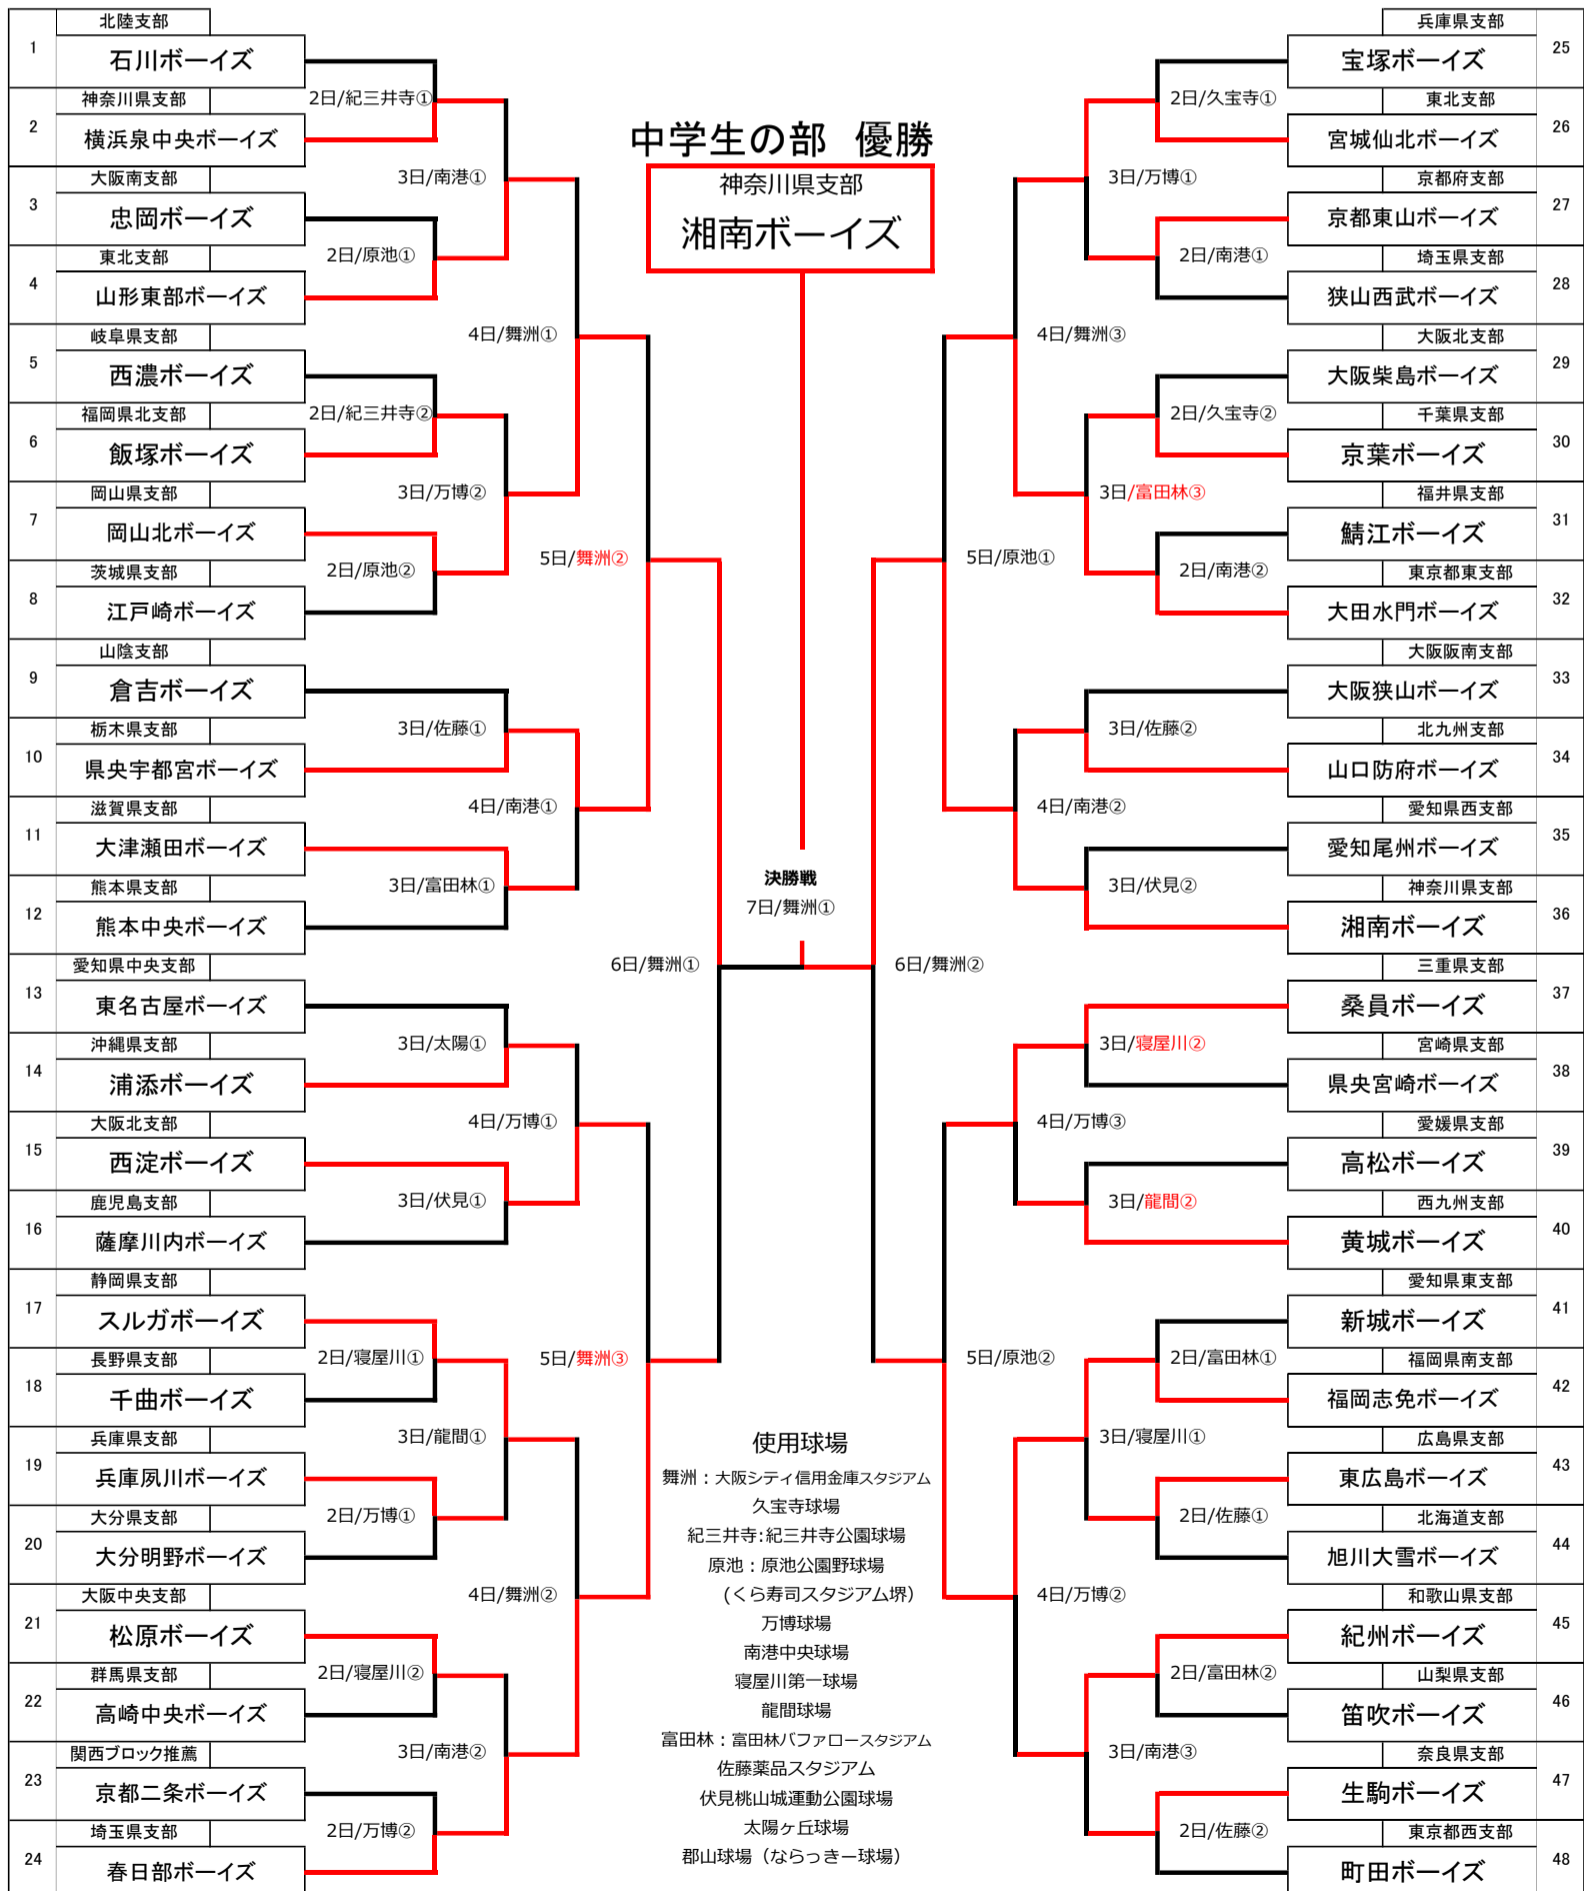 中学生の部 優勝
神奈川県支部
湘南ボーイズ
1
北陸支部
石川ボーイズ
2
神奈川県支部
横浜泉中央ボーイズ
3
大阪南支部
忠岡ボーイズ
4
東北支部
山形東部ボーイズ
5
岐阜県支部
西濃ボーイズ
6
福岡県北支部
飯塚ボーイズ
7
岡山県支部
岡山北ボーイズ
8
茨城県支部
江戸崎ボーイズ
9
山陰支部
倉吉ボーイズ
10
栃木県支部
県央宇都宮ボーイズ
11
滋賀県支部
大津瀬田ボーイズ
12
熊本県支部
熊本中央ボーイズ
13
愛知県中央支部
東名古屋ボーイズ
14
沖縄県支部
浦添ボーイズ
15
大阪北支部
西淀ボーイズ
16
鹿児島支部
薩摩川内ボーイズ
17
静岡県支部
スルガボーイズ
18
長野県支部
千曲ボーイズ
19
兵庫県支部
兵庫夙川ボーイズ
20
大分県支部
大分明野ボーイズ
21
大阪中央支部
松原ボーイズ
22
群馬県支部
高崎中央ボーイズ
23
関西ブロック推薦
京都二条ボーイズ
24
埼玉県支部
春日部ボーイズ
2日/紀三井寺①
2日/原池①
2日/紀三井寺②
2日/原池②
2日/寝屋川①
2日/万博①
2日/寝屋川②
2日/万博②
3日/南港①
3日/万博②
3日/佐藤①
3日/富田林①
3日/太陽①
3日/伏見①
3日/龍間①
3日/南港②
4日/舞洲①
4日/南港①
4日/万博①
4日/舞洲②
5日/舞洲②
5日/舞洲③
6日/舞洲①
決勝戦
7日/舞洲①
6日/舞洲②
5日/原池①
5日/原池②
4日/舞洲③
4日/南港②
4日/万博③
4日/万博②
3日/万博①
3日/富田林③
3日/佐藤②
3日/伏見②
3日/寝屋川②
3日/龍間②
3日/寝屋川①
3日/南港③
2日/久宝寺①
2日/南港①
2日/久宝寺②
2日/南港②
2日/富田林①
2日/佐藤①
2日/富田林②
2日/佐藤②
兵庫県支部
宝塚ボーイズ
25
東北支部
宮城仙北ボーイズ
26
京都府支部
京都東山ボーイズ
27
埼玉県支部
狭山西武ボーイズ
28
大阪北支部
大阪柴島ボーイズ
29
千葉県支部
京葉ボーイズ
30
福井県支部
鯖江ボーイズ
31
東京都東支部
大田水門ボーイズ
32
大阪阪南支部
大阪狭山ボーイズ
33
北九州支部
山口防府ボーイズ
34
愛知県西支部
愛知尾州ボーイズ
35
神奈川県支部
湘南ボーイズ
36
三重県支部
桑員ボーイズ
37
宮崎県支部
県央宮崎ボーイズ
38
愛媛県支部
高松ボーイズ
39
西九州支部
黄城ボーイズ
40
愛知県東支部
新城ボーイズ
41
福岡県南支部
福岡志免ボーイズ
42
広島県支部
東広島ボーイズ
43
北海道支部
旭川大雪ボーイズ
44
和歌山県支部
紀州ボーイズ
45
山梨県支部
笛吹ボーイズ
46
奈良県支部
生駒ボーイズ
47
東京都西支部
町田ボーイズ
48
使用球場
舞洲：大阪シティ信用金庫スタジアム
久宝寺球場
紀三井寺:紀三井寺公園球場
原池：原池公園野球場
(くら寿司スタジアム堺)
万博球場
南港中央球場
寝屋川第一球場
龍間球場
富田林：富田林バファロースタジアム
佐藤薬品スタジアム
伏見桃山城運動公園球場
太陽ヶ丘球場
郡山球場（ならっきー球場）